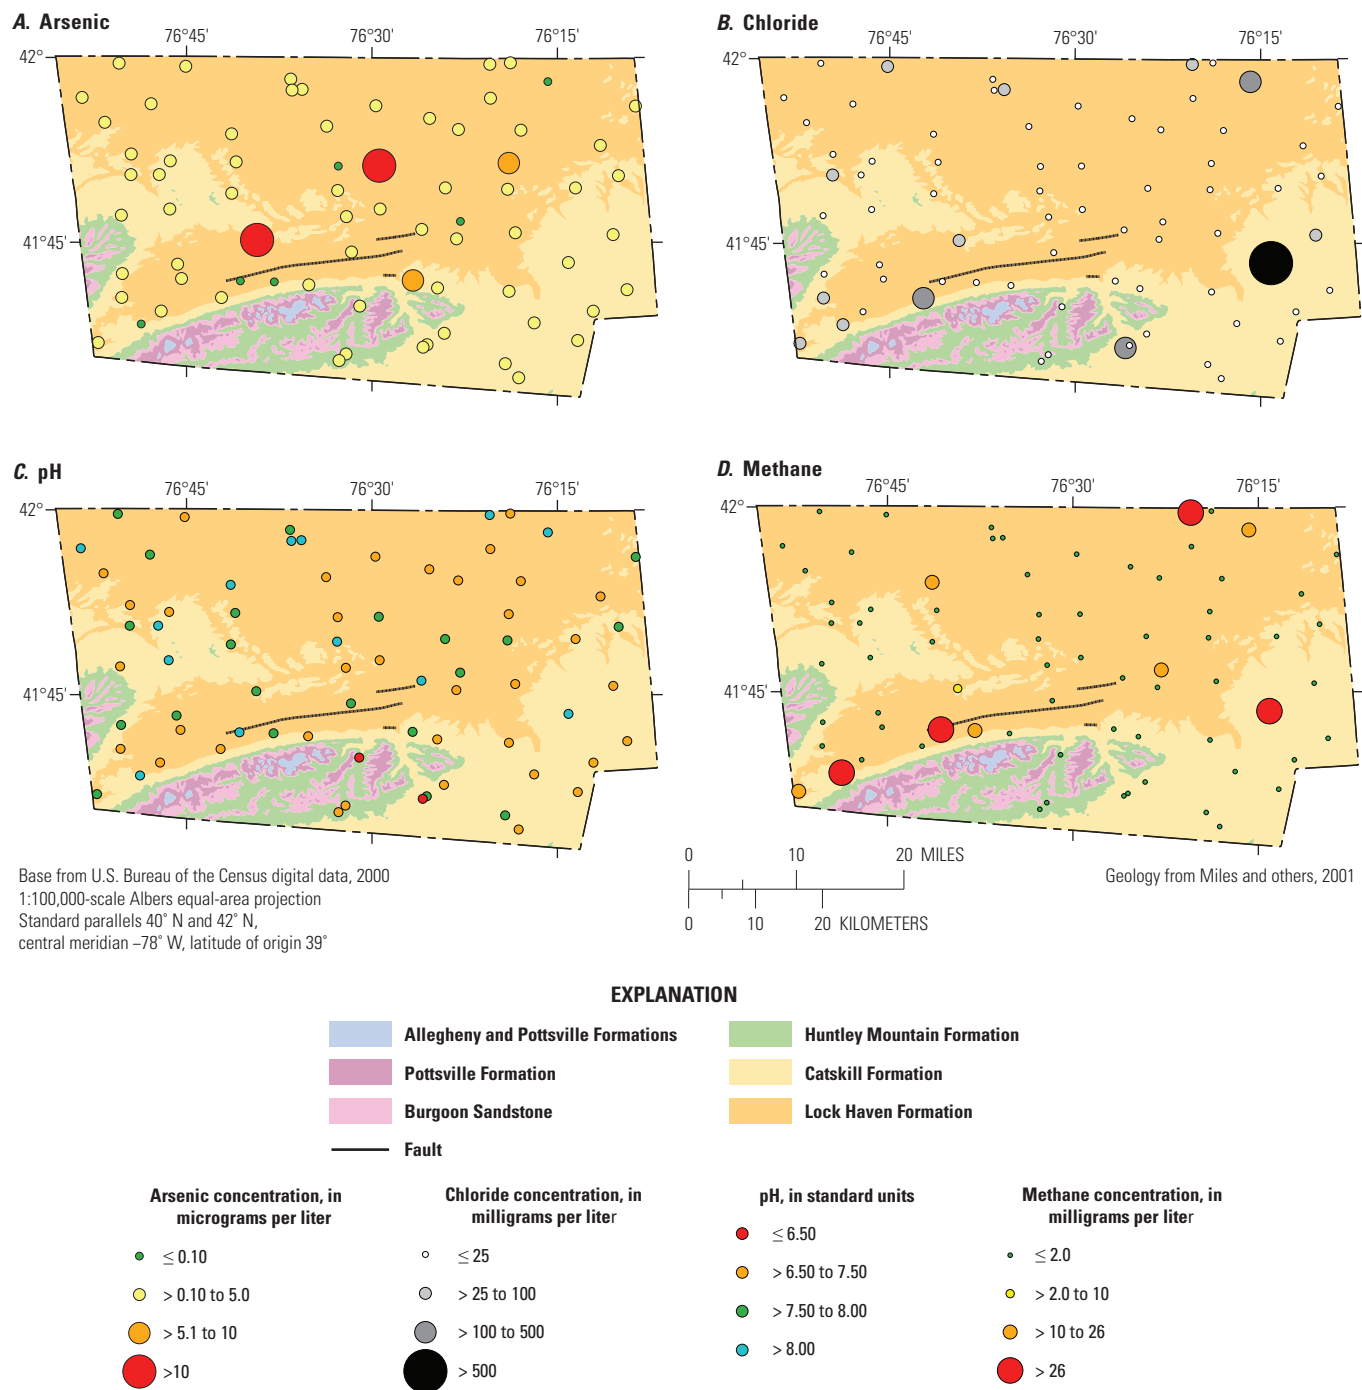 A. Arsenic
76°45' 76°30' 76°15'
42°
41°45'
B. Chloride
76°45' 76°30' 76°15'
42°
41°45'
C. pH
76°45' 76°30' 76°15'
42°
41°45'
D. Methane
76°45' 76°30' 76°15'
42°
41°45'
Base from U.S. Bureau of the Census digital data, 2000
1:100,000-scale Albers equal-area projection
Standard parallels 40° N and 42° N,
central meridian –78° W, latitude of origin 39°
0 10 20 MILES
0 10 20 KILOMETERS
Geology from Miles and others, 2001
EXPLANATION
Allegheny and Pottsville Formations
Pottsville Formation
Burgoon Sandstone
Fault
Huntley Mountain Formation
Catskill Formation
Lock Haven Formation
Arsenic concentration, in
micrograms per liter
≤ 0.10
> 0.10 to 5.0
> 5.1 to 10
>10
Chloride concentration, in
milligrams per liter
≤ 25
> 25 to 100
> 100 to 500
> 500
pH, in standard units
≤ 6.50
> 6.50 to 7.50
> 7.50 to 8.00
> 8.00
Methane concentration, in
milligrams per liter
≤ 2.0
> 2.0 to 10
> 10 to 26
> 26